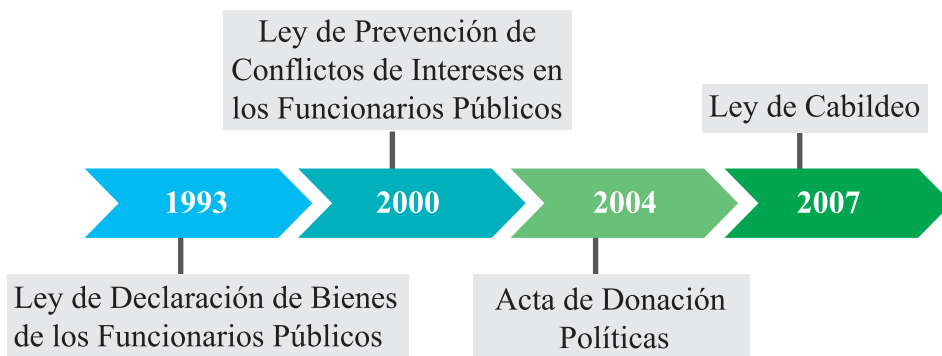 Ley de Prevención de
Conflictos de Intereses en
los Funcionarios Públicos
Ley de Cabildeo
1993
2000
2004
2007
Ley de Declaración de Bienes
de los Funcionarios Públicos
Acta de Donación
Políticas